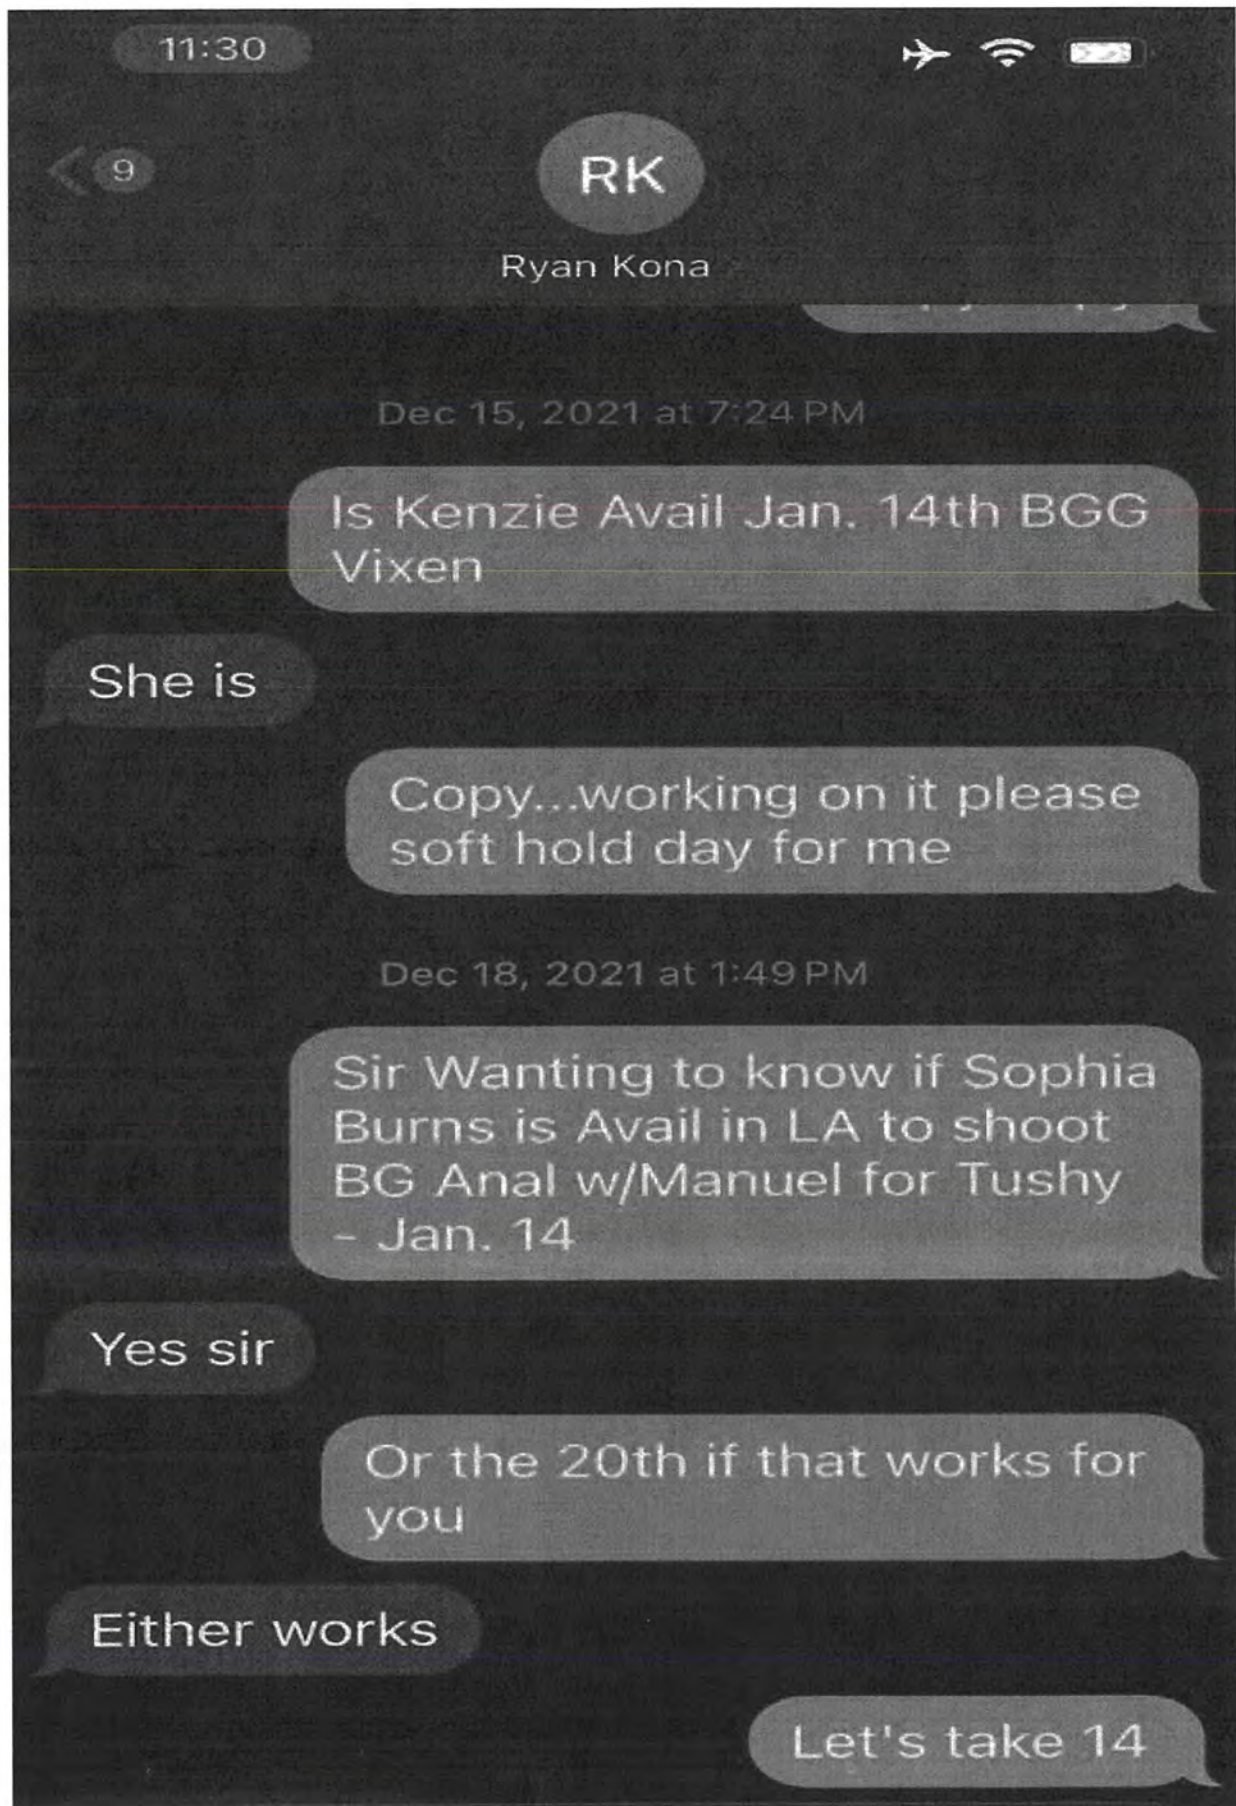 11:30
9
RK
Ryan Kona
Dec 15, 2021 at 7:24 PM
Is Kenzie Avail Jan. 14th BGG
Vixen
She is
Copy...working on it please
soft hold day for me
Dec 18, 2021 at 1:49 PM
Sir Wanting to know if Sophia
Burns is Avail in LA to shoot
BG Anal w/Manuel for Tushy
- Jan. 14
Yes sir
Or the 20th if that works for
you
Either works
Let's take 14